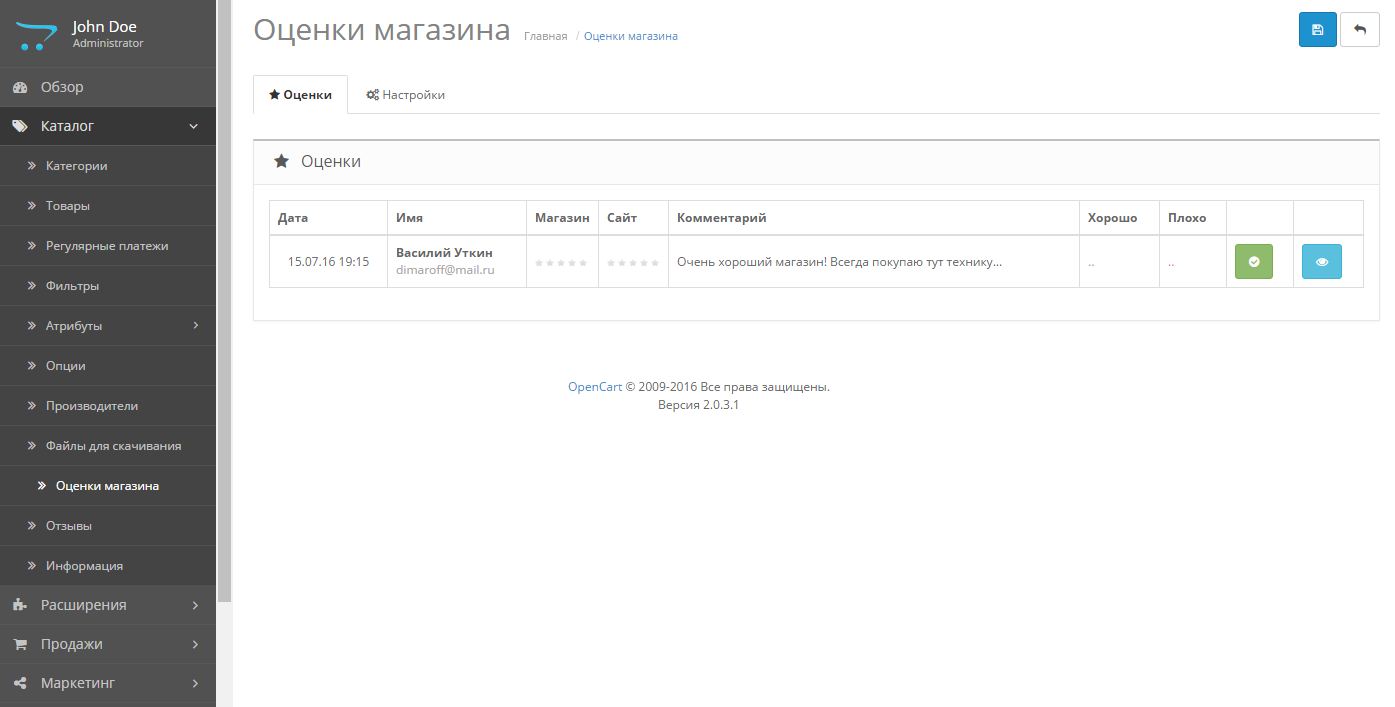 John Doe
Administrator
Обзор
Каталог
Категории
Товары
Регулярные платежи
Фильтры
Атрибуты
Опции
Производители
Файлы для скачивания
Оценки магазина
Отзывы
Информация
Расширения
Продажи
Маркетинг
Оценки магазина Главная / Оценки магазина
Оценки Настройки
Оценки
Дата Имя Магазин Сайт Комментарий Хорошо Плохо
15.07.16 19:15 Василий Уткин Очень хороший магазин! Всегда покупаю тут технику... .. ..
dimaroff@mail.ru
OpenCart © 2009-2016 Все права защищены.
Версия 2.0.3.1